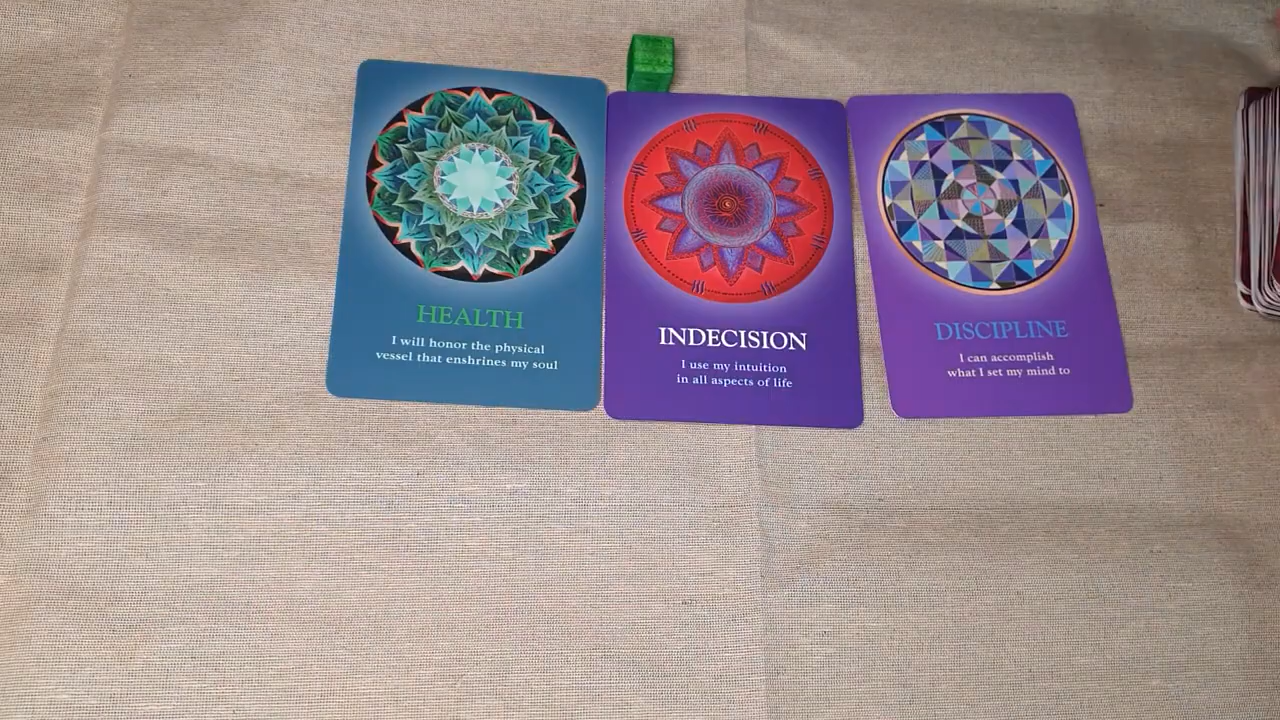 HEALTH
I will honor the physical
vessel that enshrines my soul
INDECISION
I use my intuition
in all aspects of life
DISCIPLINE
I can accomplish
what I set my mind to